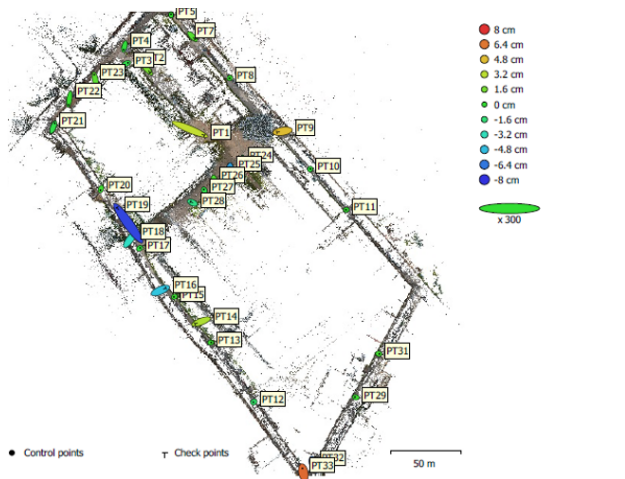 PT5
PT7
PT4
PT3
PT2
PT8
PT23
PT22
PT21
PT1
PT9
PT24
PT25
PT10
PT26
PT27
PT20
PT28
PT19
PT11
PT18
PT17
PT16
PT15
PT14
PT13
PT31
PT12
PT29
PT32
PT33
8 cm
6.4 cm
4.8 cm
3.2 cm
1.6 cm
0 cm
-1.6 cm
-3.2 cm
-4.8 cm
-6.4 cm
-8 cm
x 300
Control points
Check points
50 m